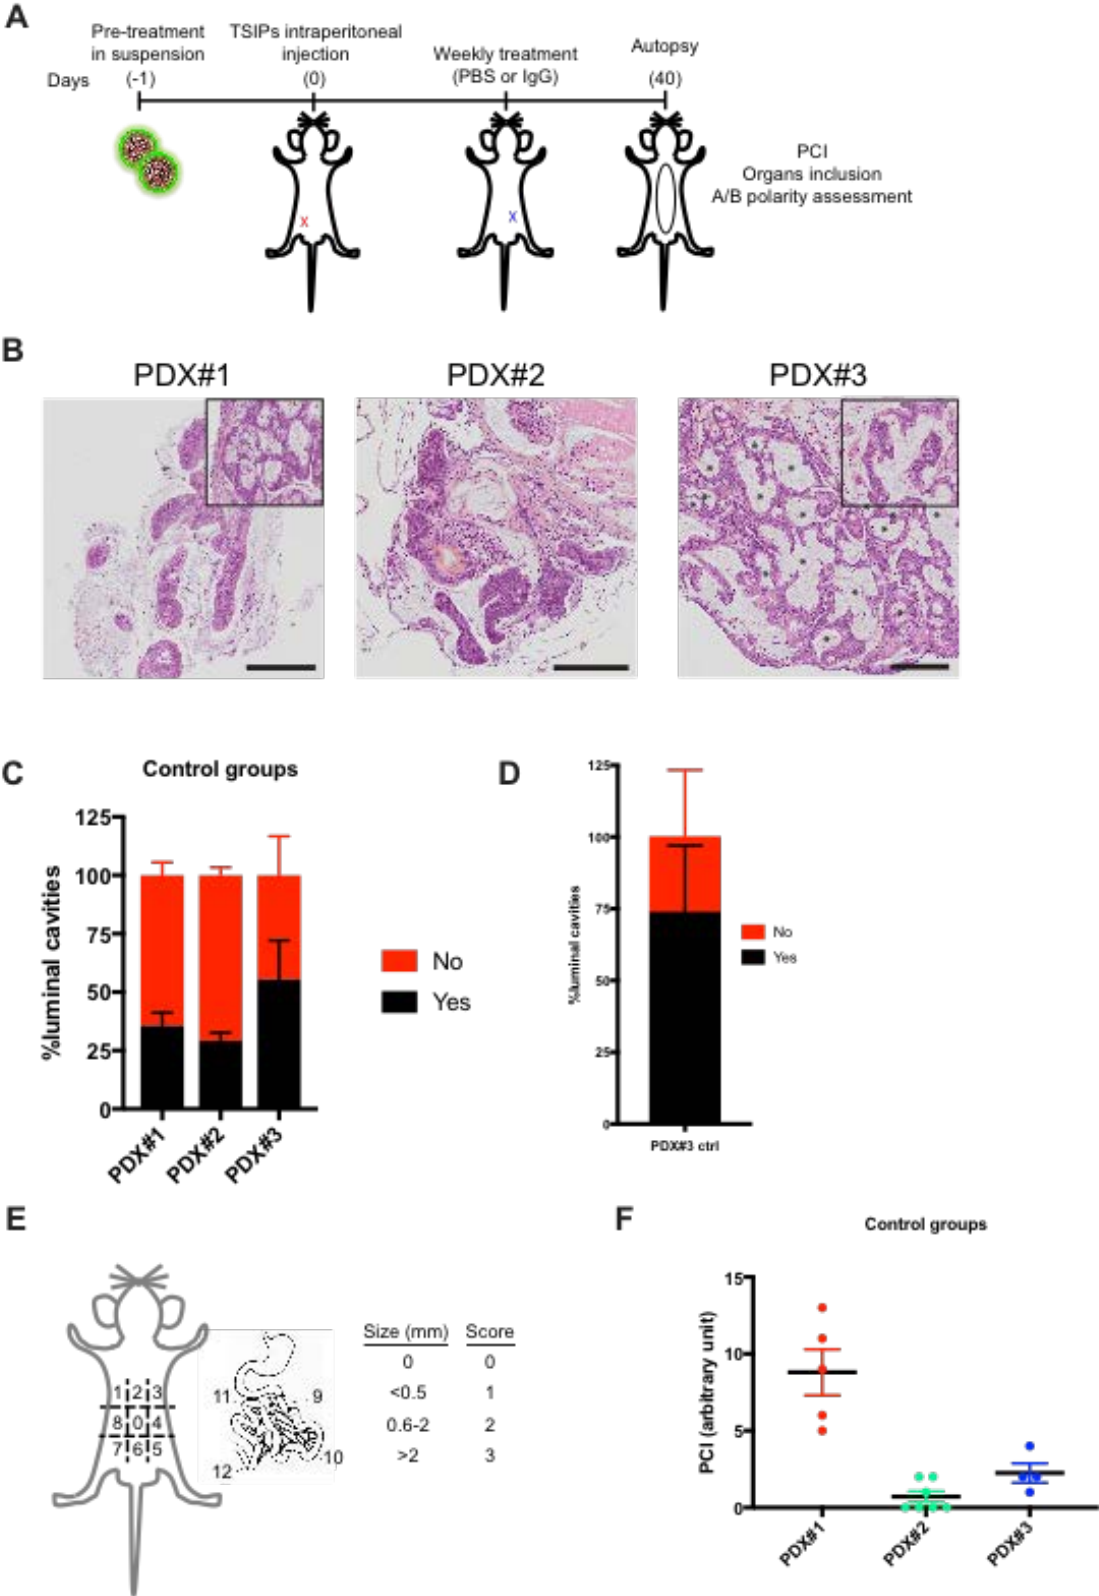 A
Pre-treatment
in suspension
(-1)
TSIPs intraperitoneal
injection
(0)
Weekly treatment
(PBS or IgG)
Autopsy
(40)
Days
X
X
PCI
Organs inclusion
A/B polarity assessment
B
PDX#1
PDX#2
PDX#3
C
Control groups
%luminal cavities
125
100
75
50
25
0
PDX#1
PDX#2
PDX#3
No
Yes
D
%luminal cavities
125
100
75
50
25
0
PDX#3 ctrl
No
Yes
E
1 2 3
8 0 4
7 6 5
11
9
10
12
Size (mm) Score
0 0
<0.5 1
0.6-2 2
>2 3
F
Control groups
PCI (arbitrary unit)
15
10
5
0
PDX#1
PDX#2
PDX#3